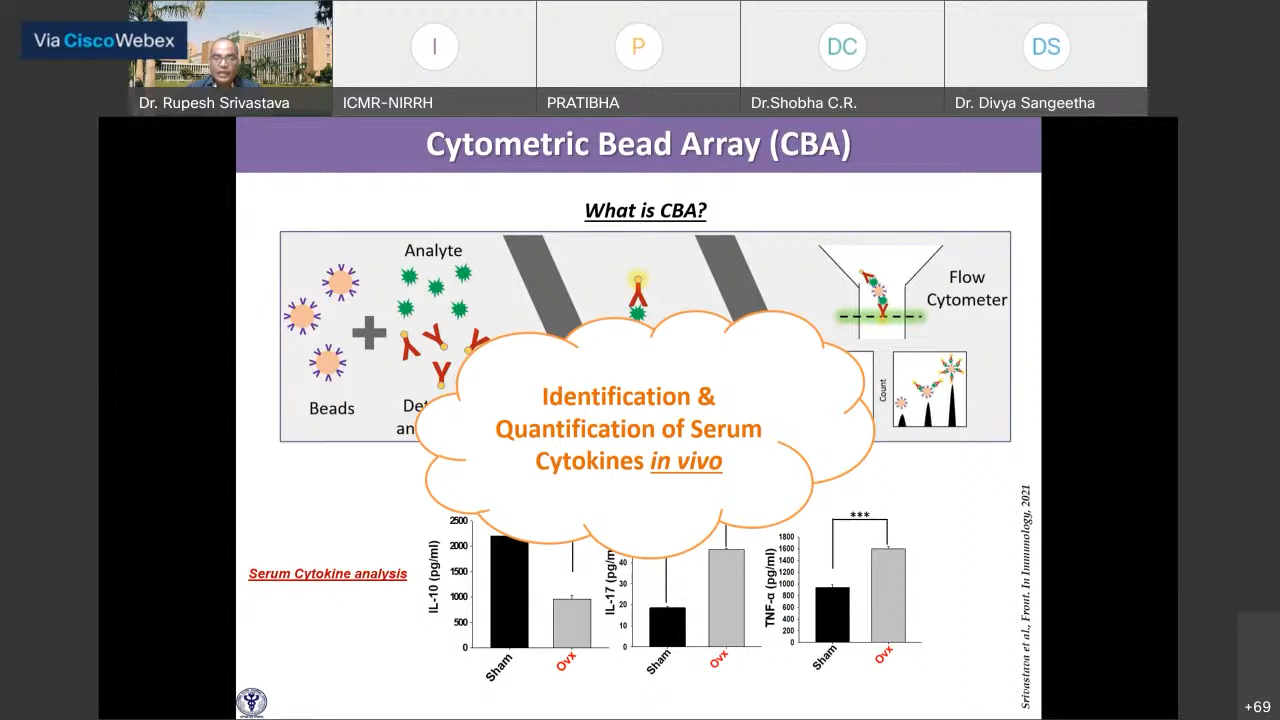 Via Cisco Webex
I
P
DC
DS
Dr. Rupesh Srivastava
ICMR-NIRRH
PRATIBHA
Dr.Shobha C.R.
Dr. Divya Sangeetha
Cytometric Bead Array (CBA)
What is CBA?
Analyte
Flow
Cytometer
Beads
Count
Identification &
Quantification of Serum
Cytokines in vivo
Serum Cytokine analysis
IL-10 (pg/ml)
2500
2000
1500
1000
500
0
Sham
Ovx
IL-17
40
30
20
10
0
Sham
Ovx
***
TNF-α (pg/ml)
1800
1600
1400
1200
1000
800
600
400
200
0
Sham
Ovx
Srivastava et al., Front. In Immunology, 2021
+69